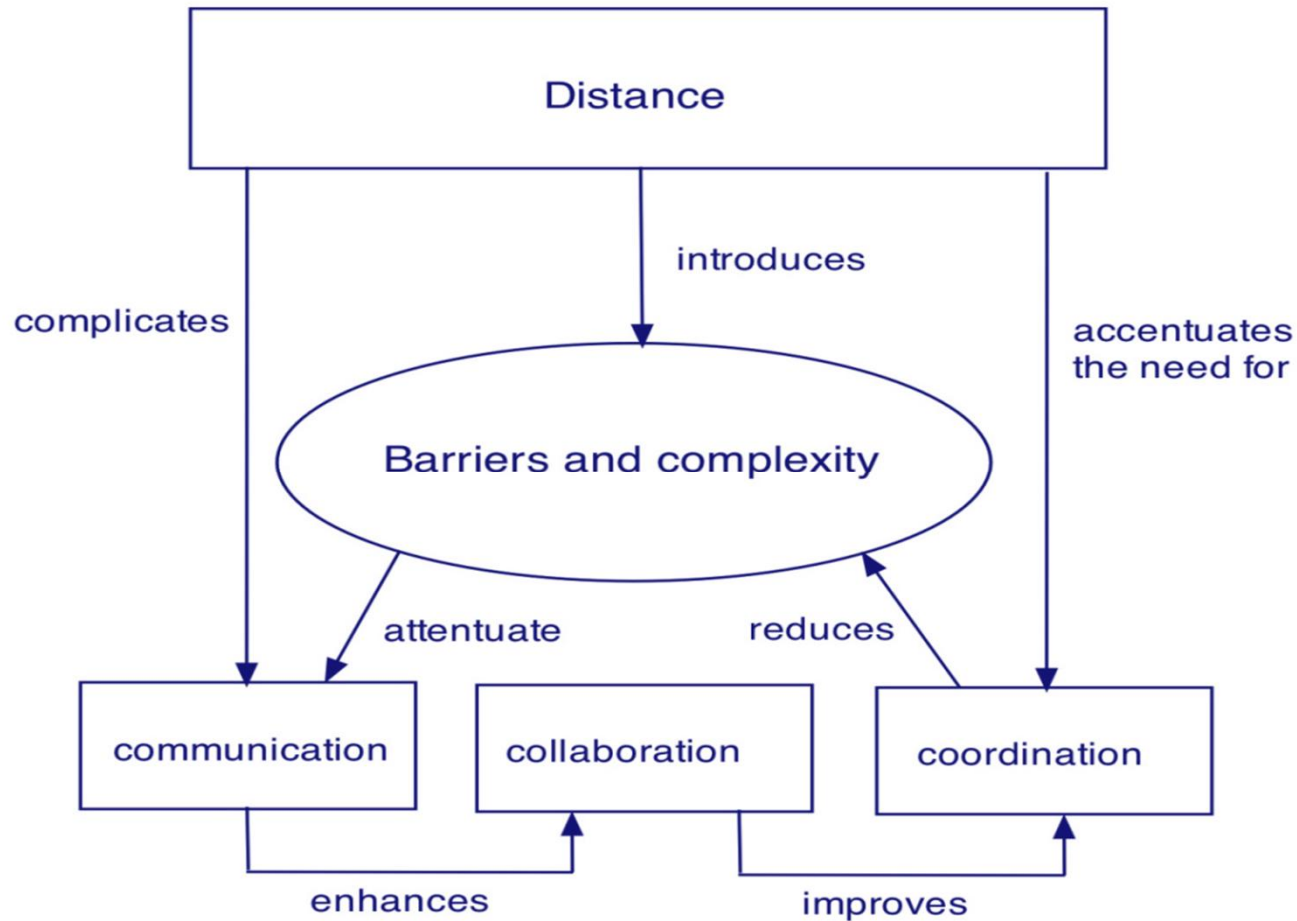 Distance
introduces
complicates
accentuates
the need for
Barriers and complexity
attentuate
reduces
communication
collaboration
coordination
enhances
improves